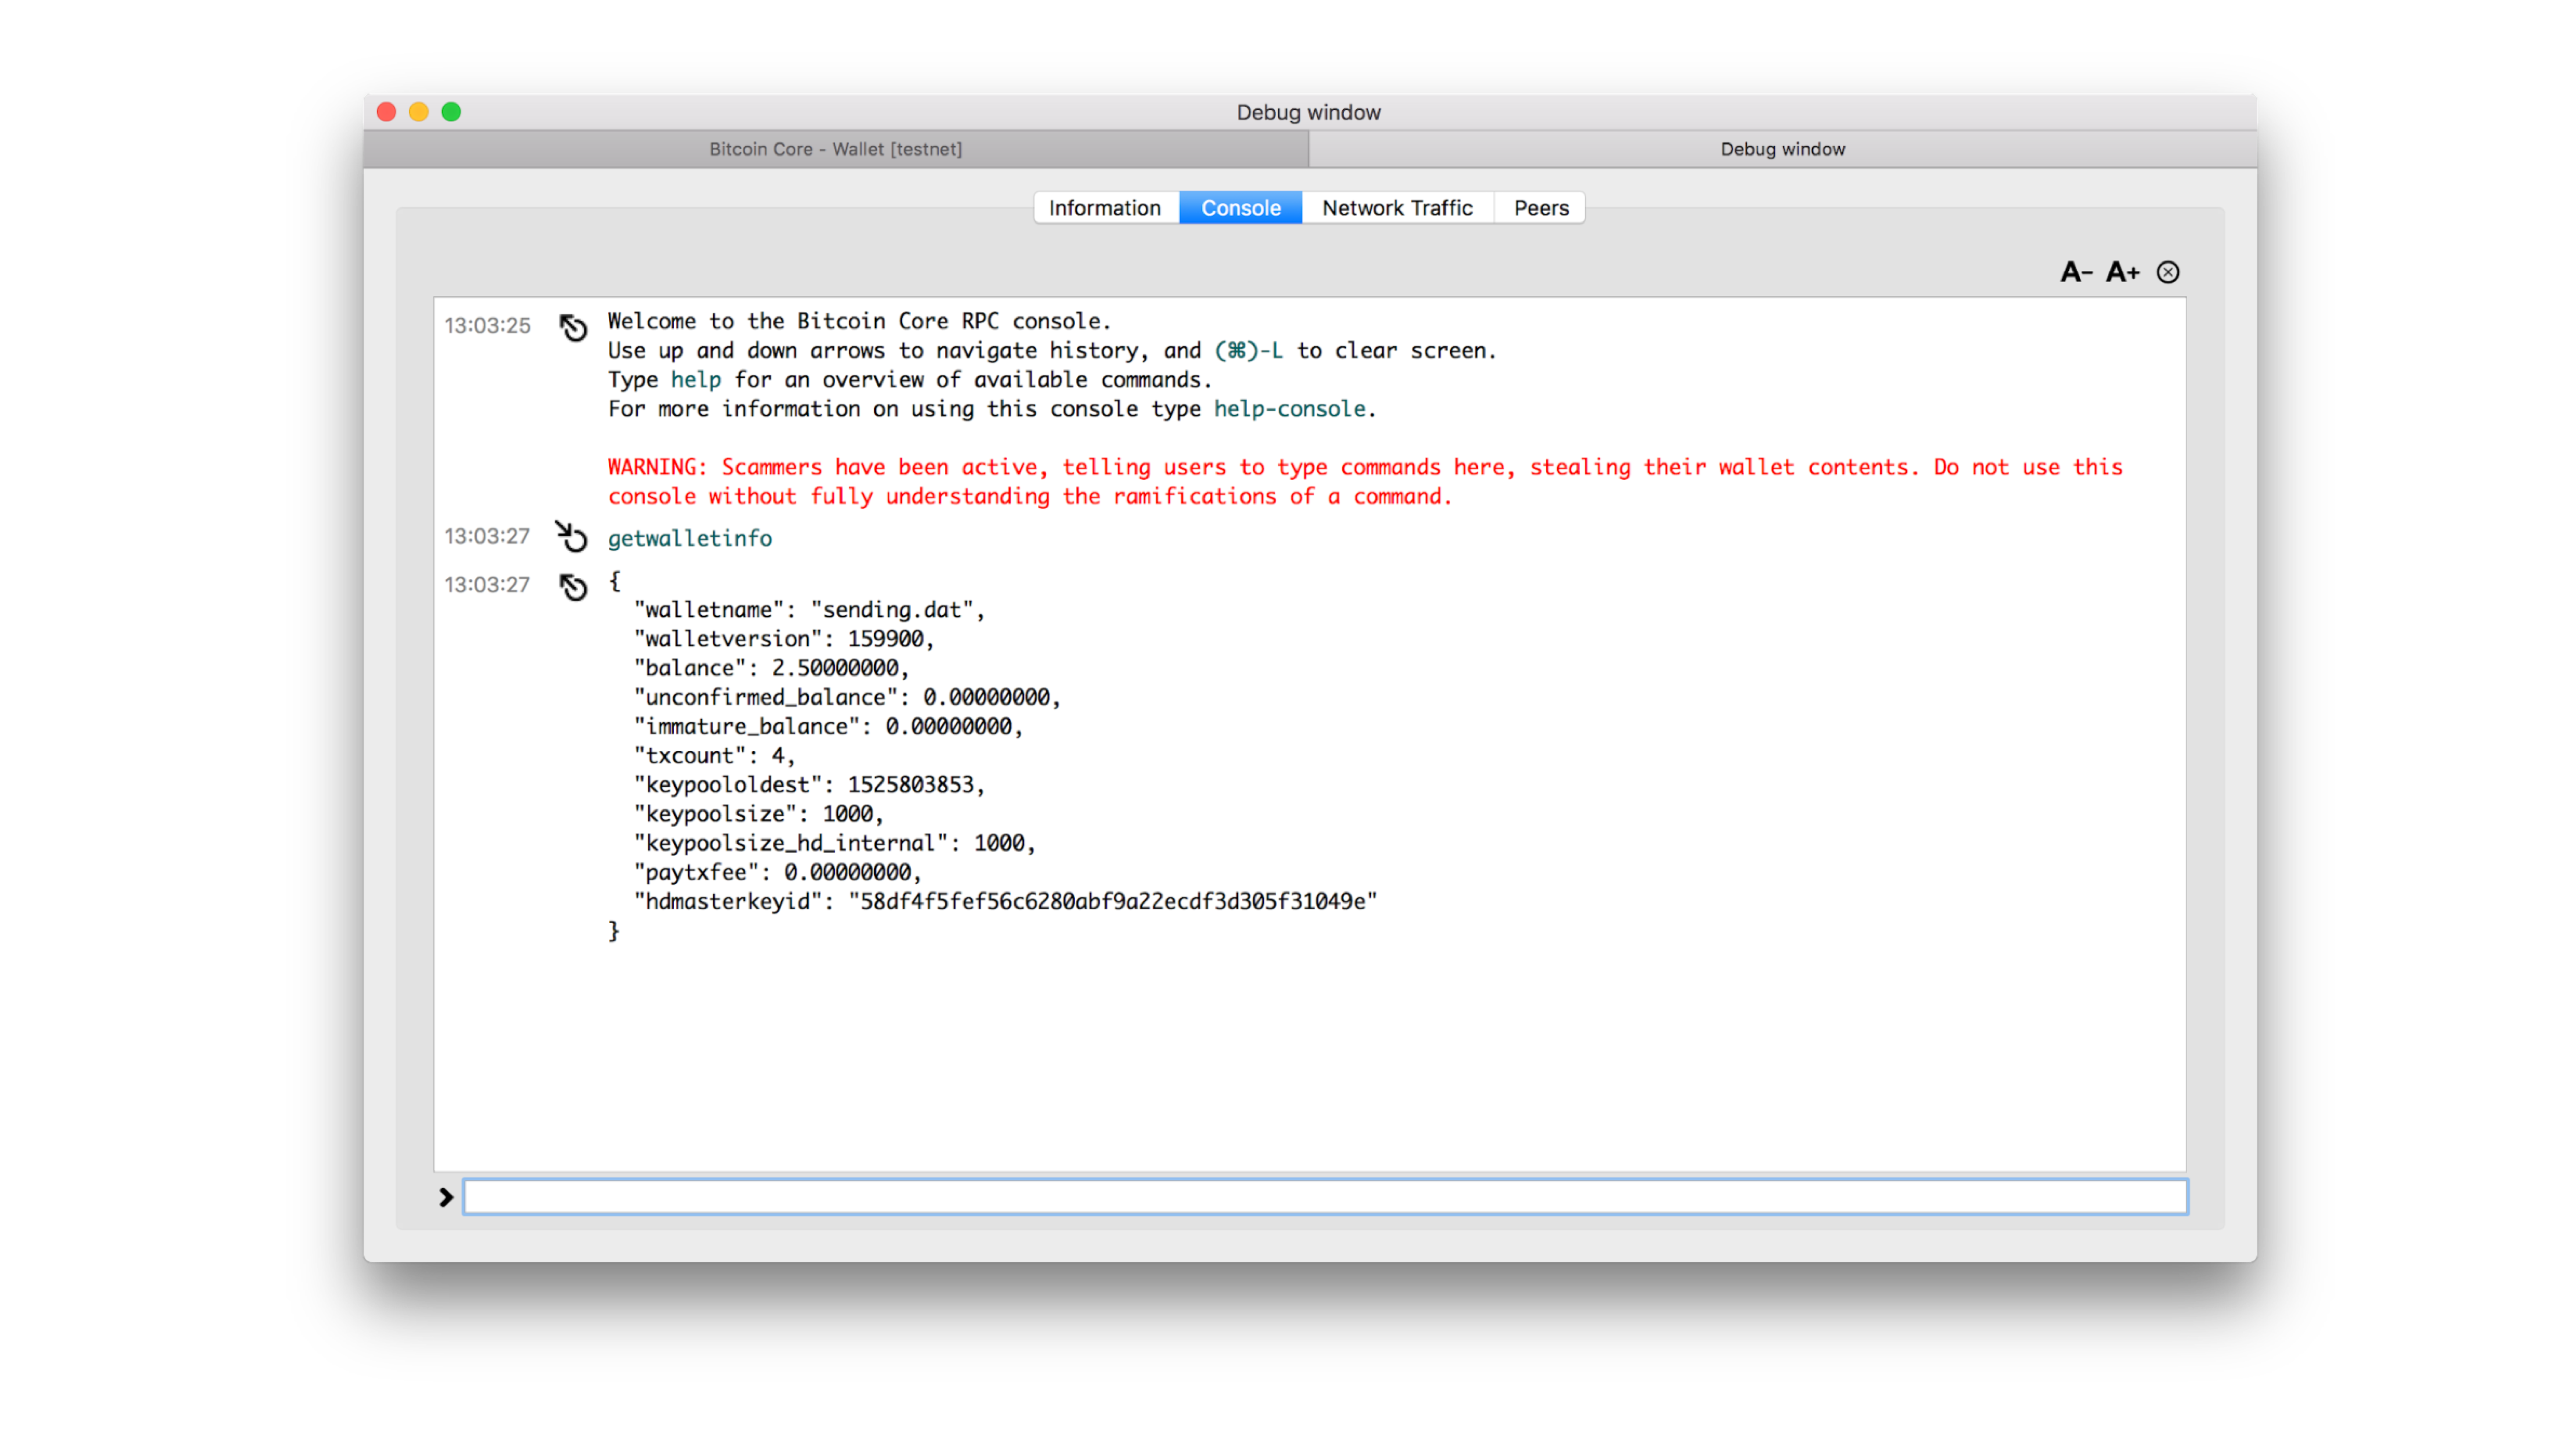 Debug window
Bitcoin Core - Wallet [testnet]
Debug window
Information
Console
Network Traffic
Peers
A-
A+
13:03:25
Welcome to the Bitcoin Core RPC console.
Use up and down arrows to navigate history, and (⌘)-L to clear screen.
Type help for an overview of available commands.
For more information on using this console type help-console.
WARNING: Scammers have been active, telling users to type commands here, stealing their wallet contents. Do not use this
console without fully understanding the ramifications of a command.
13:03:27
getwalletinfo
13:03:27
{
"walletname": "sending.dat",
"walletversion": 159900,
"balance": 2.50000000,
"unconfirmed_balance": 0.00000000,
"immature_balance": 0.00000000,
"txcount": 4,
"keypoololdest": 1525803853,
"keypoolsize": 1000,
"keypoolsize_hd_internal": 1000,
"paytxfee": 0.00000000,
"hdmasterkeyid": "58df4f5fef56c6280abf9a22ecdf3d305f31049e"
}